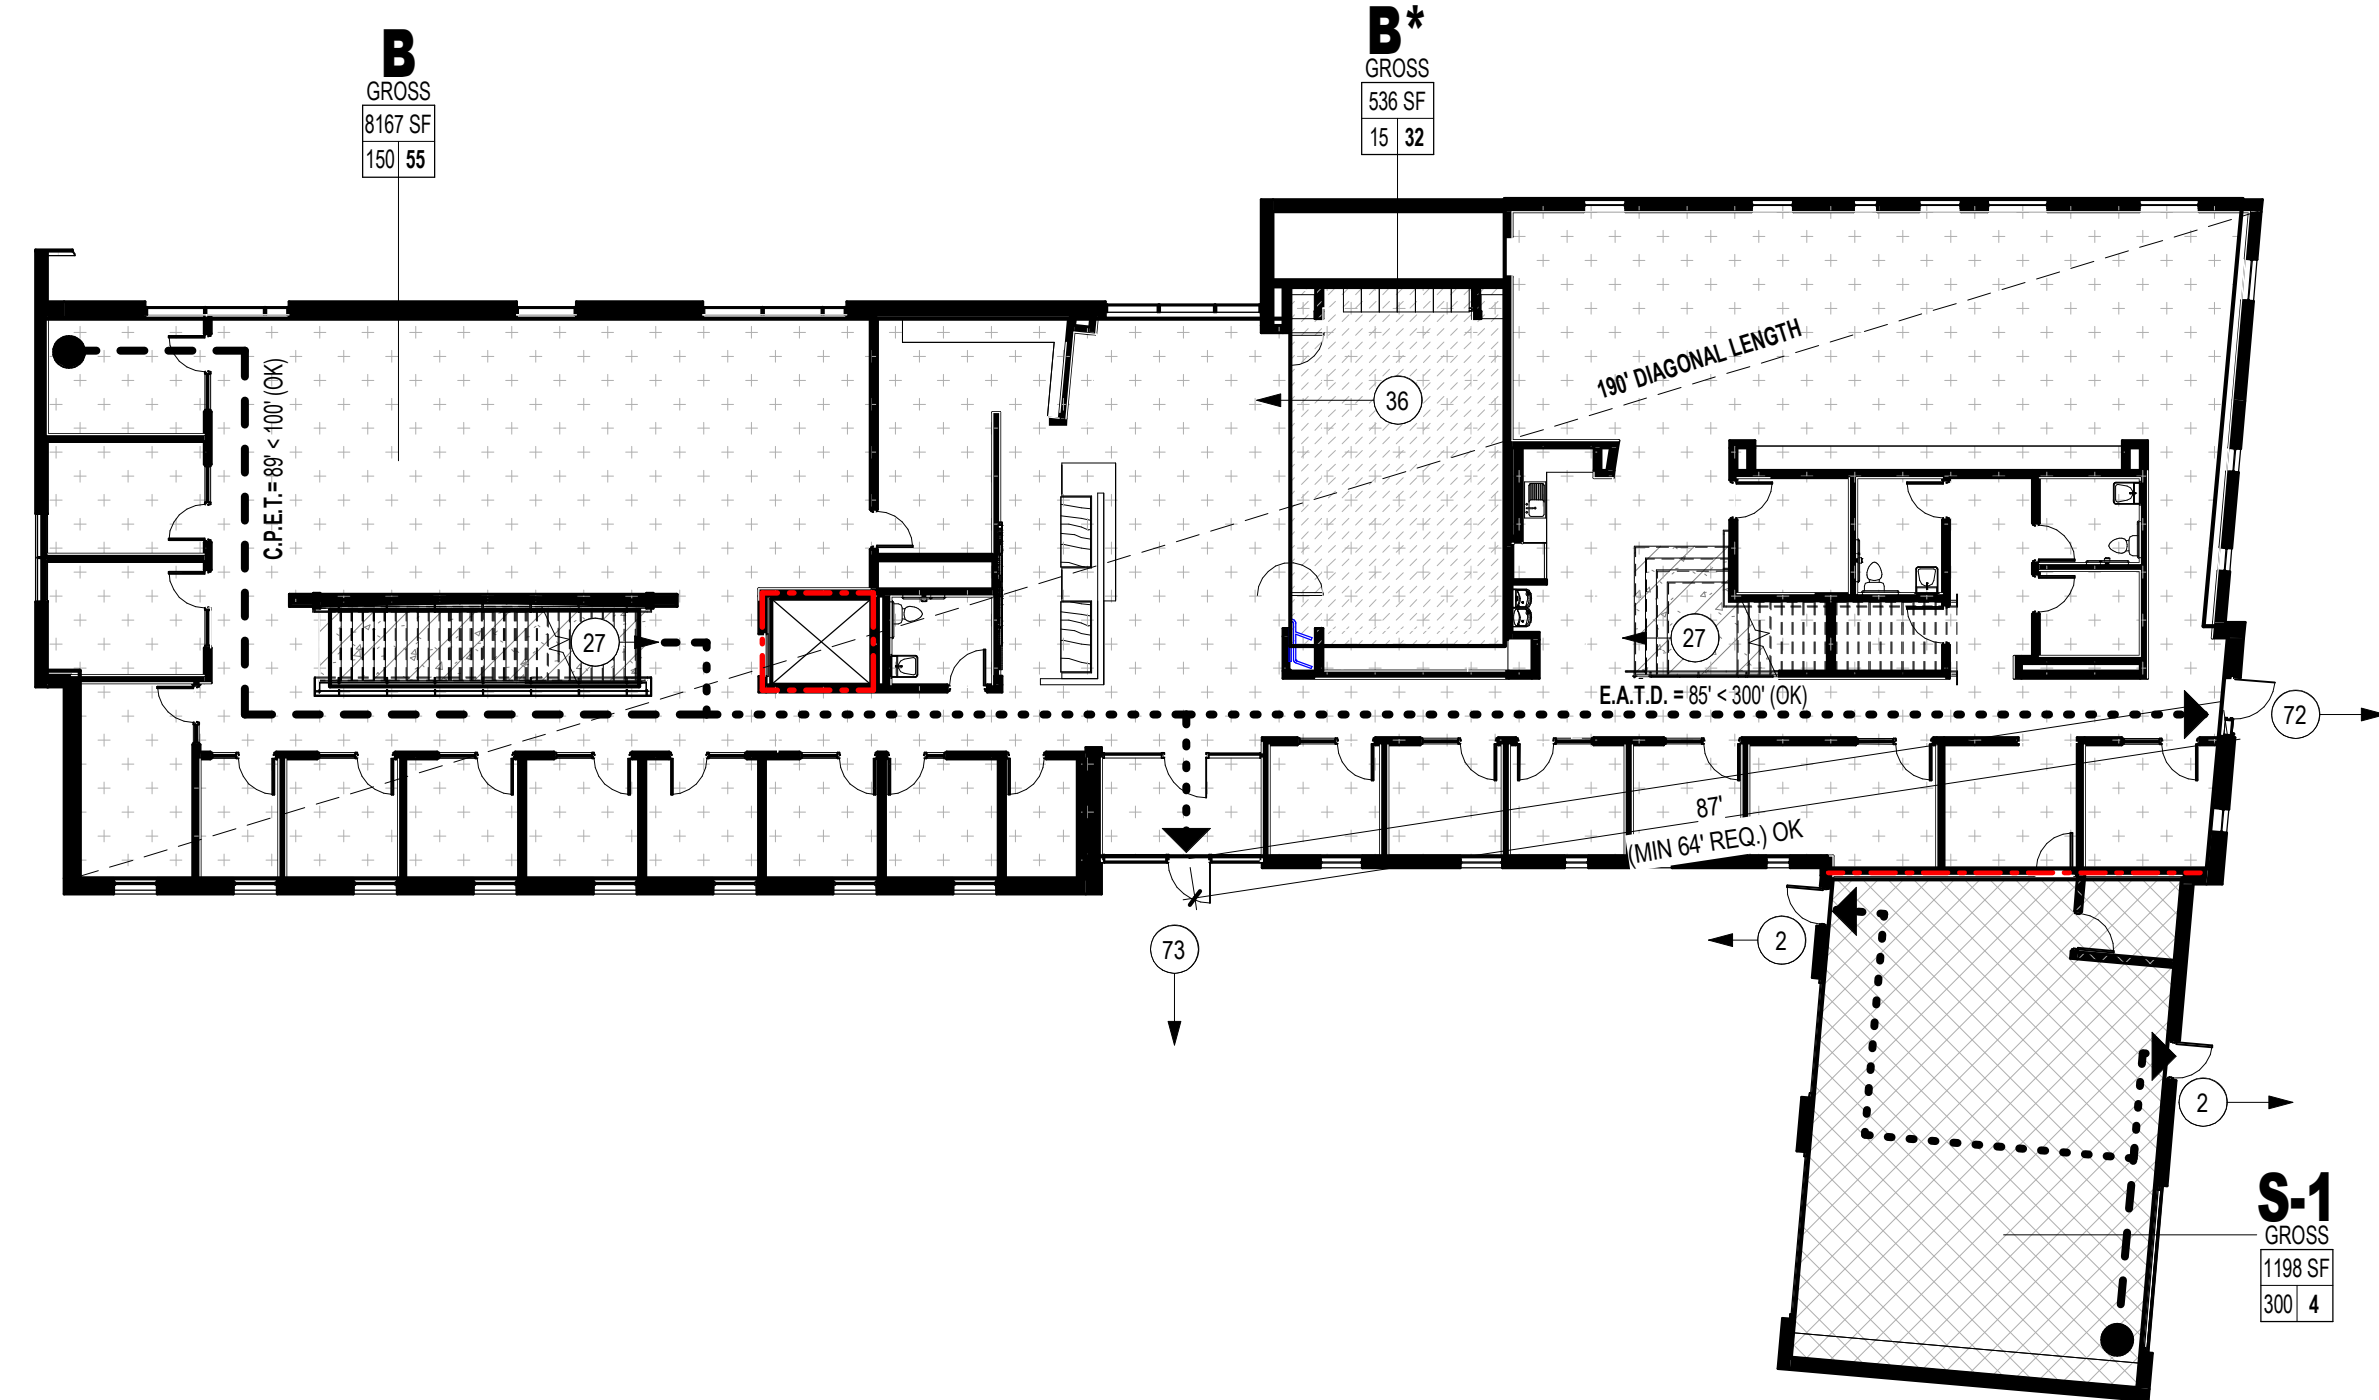 B
GROSS
8167 SF
150 55
B*
GROSS
536 SF
15 32
C.P.E.T. = 89' < 100' (OK)
190' DIAGONAL LENGTH
36
27
27
E.A.T.D. = 85' < 300' (OK)
72
87'
(MIN 64' REQ.) OK
73
2
2
S-1
GROSS
1198 SF
300 4